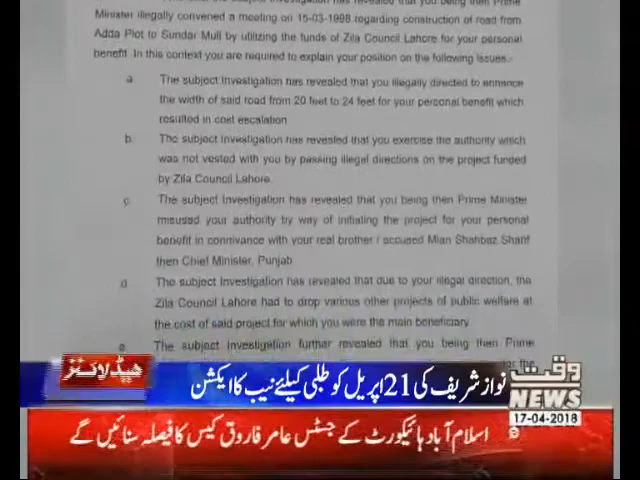 Minister illegally convened a meeting on 15-03-1998 regarding construction of road from
Adda Plot to Sundar Mull by utilizing the funds of Zila Council Lahore for your personal
benefit. In this context you are required to explain your position on the following issues:-
a The subject Investigation has revealed that you illegally directed to enhance
the width of said road from 20 feet to 24 feet for your personal benefit which
resulted in cost escalation
b The subject Investigation has revealed that you exercise the authority which
was not vested with you by passing illegal directions on the project funded
by Zila Council Lahore.
c The subject Investigation has revealed that you being then Prime Minister
misused your authority by way of initiating the project for your personal
benefit in connivance with your real brother / accused Mian Shahbaz Sharif
then Chief Minister, Punjab
d The subject Investigation has revealed that due to your illegal direction, the
Zila Council Lahore had to drop various other projects of public welfare at
the cost of said project for which you were the main beneficiary
e. The subject Investigation further revealed that you being then Prime
for the
ہیڈلائنز
نواز شریف کی 21 اپریل کو طلبی کیلئے نیب کا ایکشن
وقت
NEWS
17-04-2018
اسلام آباد ہائیکورٹ کے جسٹس عامر فاروق کیس کا فیصلہ سنائیں گے